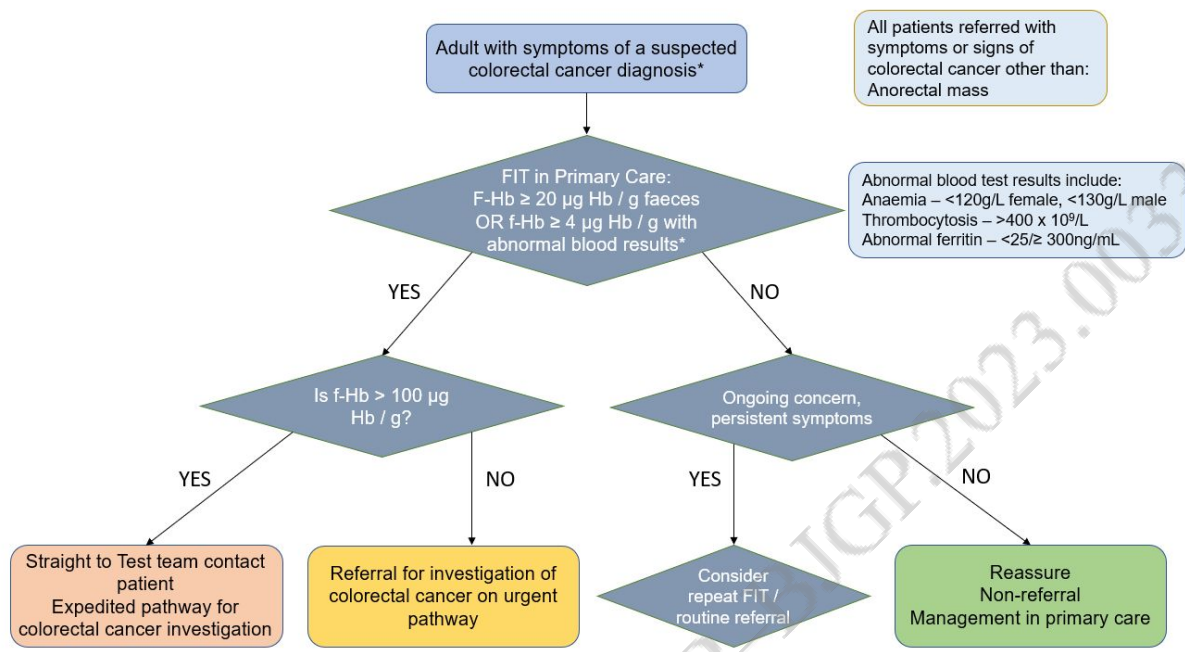 Adult with symptoms of a suspected
colorectal cancer diagnosis*
All patients referred with
symptoms or signs of
colorectal cancer other than:
Anorectal mass
FIT in Primary Care:
F-Hb ≥ 20 µg Hb / g faeces
OR f-Hb ≥ 4 µg Hb / g with
abnormal blood results*
Abnormal blood test results include:
Anaemia – <120g/L female, <130g/L male
Thrombocytosis – >400 x 10⁹/L
Abnormal ferritin – <25/≥ 300ng/mL
YES
NO
Is f-Hb > 100 µg
Hb / g?
Ongoing concern,
persistent symptoms
YES
NO
YES
NO
Straight to Test team contact
patient
Expedited pathway for
colorectal cancer investigation
Referral for investigation of
colorectal cancer on urgent
pathway
Consider
repeat FIT /
routine referral
Reassure
Non-referral
Management in primary care
BJGP.2023.003